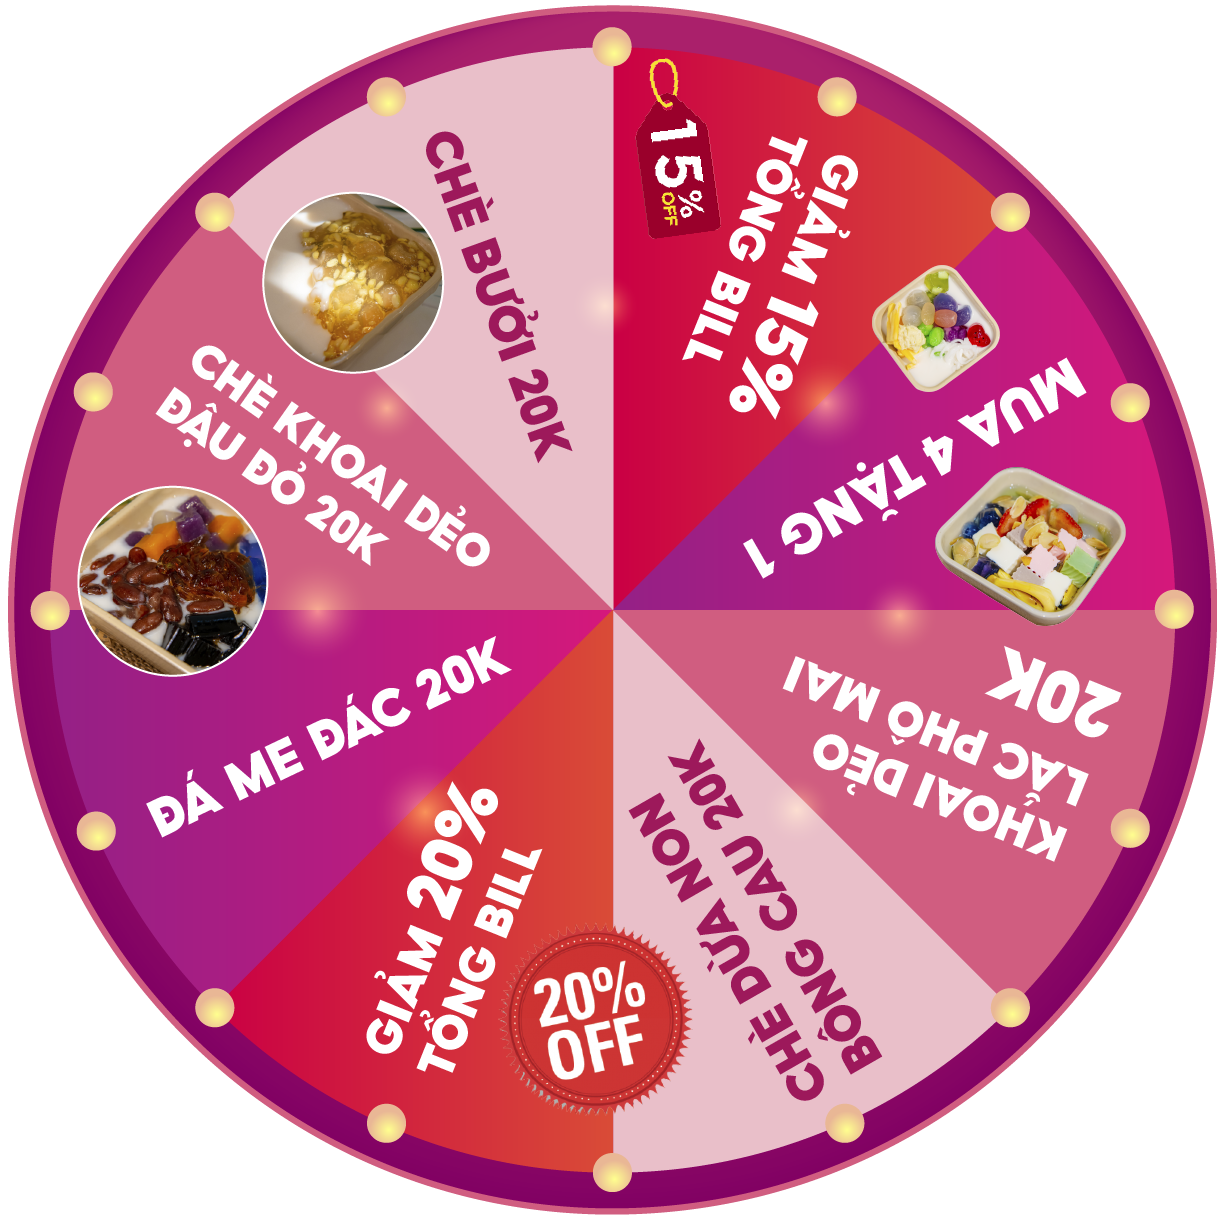 15%
OFF
GIẢM 15%
TỔNG BILL
MUA 4 TẶNG 1
KHOAI DẺO
LẮC PHÔ MAI
20K
CHÈ DỪA NON
BÔNG CAU 20K
20%
OFF
GIẢM 20%
TỔNG BILL
ĐÁ ME ĐÁC 20K
CHÈ KHOAI DẺO
ĐẬU ĐỎ 20K
CHÈ BƯỞI 20K